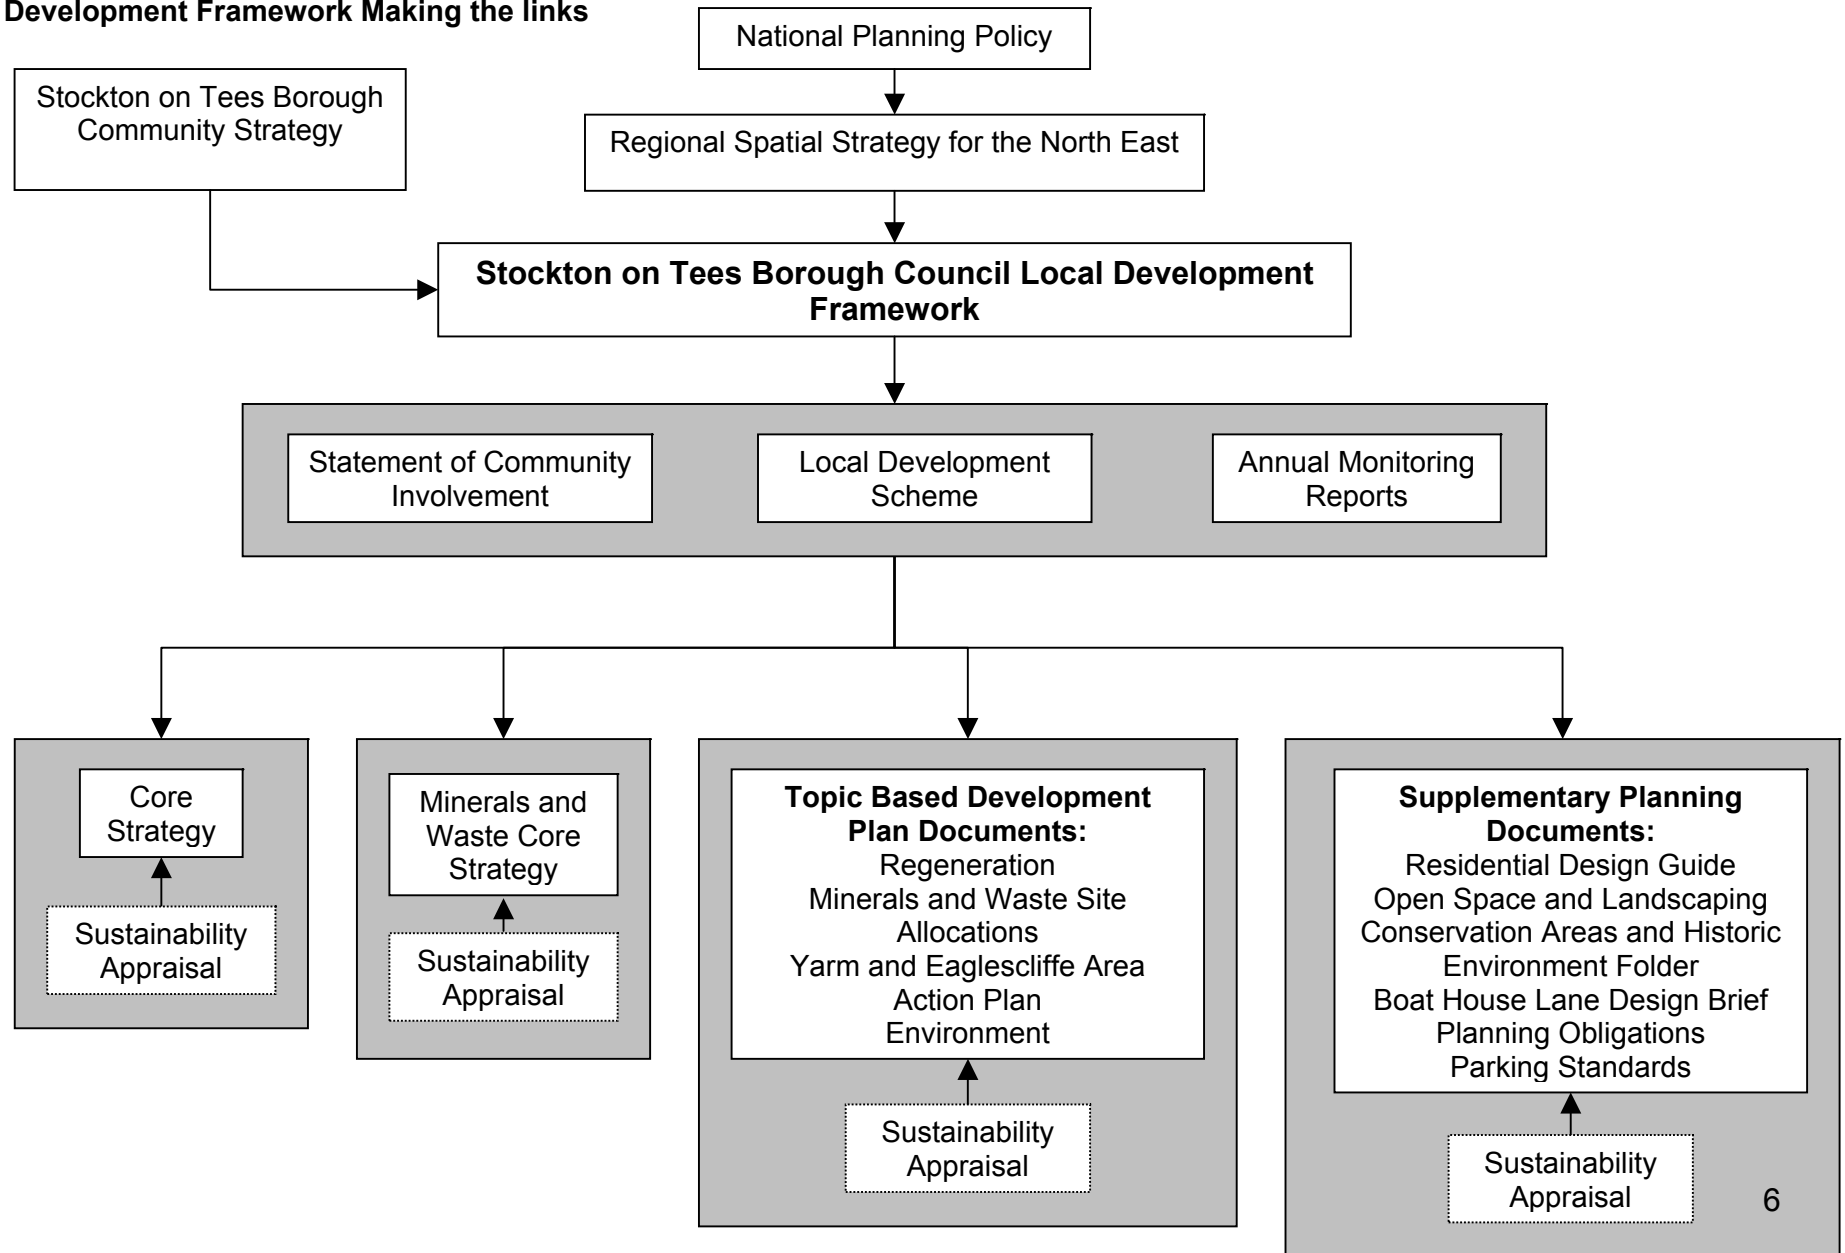 Development Framework Making the links
National Planning Policy
Stockton on Tees Borough
Community Strategy
Regional Spatial Strategy for the North East
Stockton on Tees Borough Council Local Development
Framework
Statement of Community
Involvement
Local Development
Scheme
Annual Monitoring
Reports
Core
Strategy
Sustainability
Appraisal
Minerals and
Waste Core
Strategy
Sustainability
Appraisal
Topic Based Development
Plan Documents:
Regeneration
Minerals and Waste Site
Allocations
Yarm and Eaglescliffe Area
Action Plan
Environment
Sustainability
Appraisal
Supplementary Planning
Documents:
Residential Design Guide
Open Space and Landscaping
Conservation Areas and Historic
Environment Folder
Boat House Lane Design Brief
Planning Obligations
Parking Standards
Sustainability
Appraisal
6